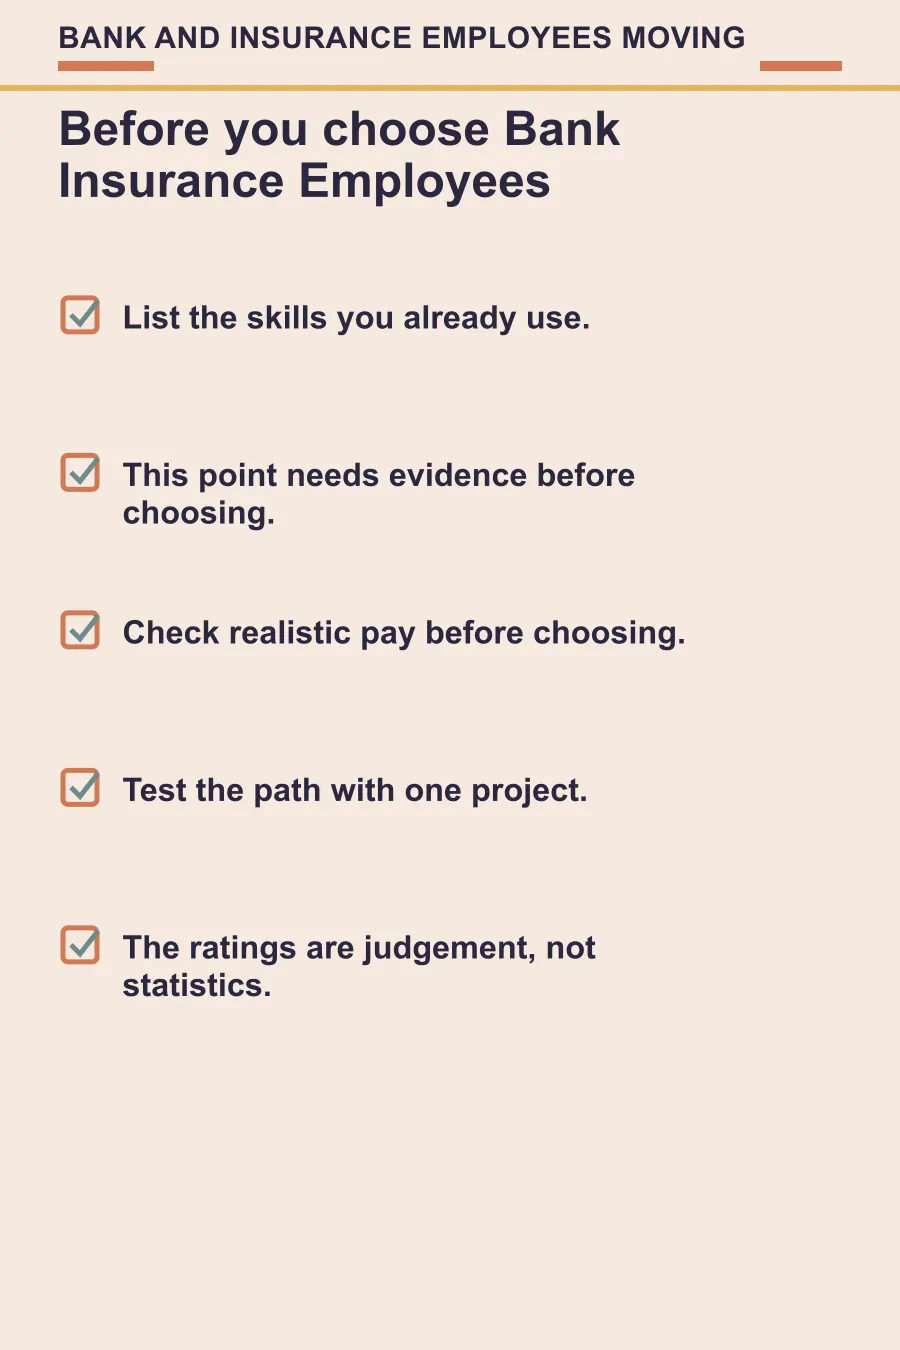 BANK AND INSURANCE EMPLOYEES MOVING
Before you choose Bank
Insurance Employees
List the skills you already use.
This point needs evidence before
choosing.
Check realistic pay before choosing.
Test the path with one project.
The ratings are judgement, not
statistics.